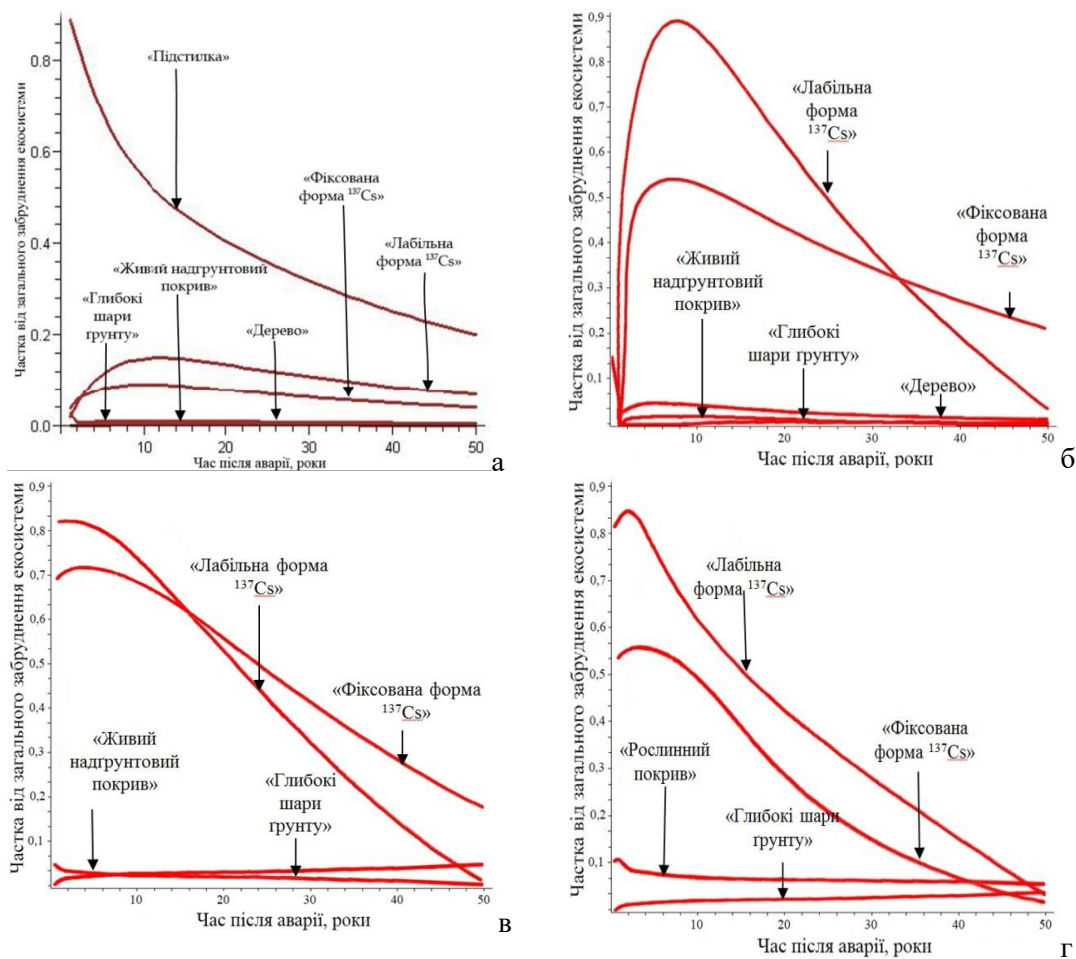 Частка від загального забруднення екосистеми
0.8
0.6
0.4
0.2
0.0
«Підстилка»
«Фіксована
форма ¹³⁷Cs»
«Лабільна
форма ¹³⁷Cs»
«Живий надгрунтовий
покрив»
«Глибокі
шари
ґрунту»
«Дерево»
10
20
30
40
50
Час після аварії, роки
а
Частка від загального забруднення екосистеми
0,9
0,8
0,7
0,6
0,5
0,4
0,3
0,2
0,1
«Лабільна
форма
¹³⁷Cs»
«Фіксована
форма
¹³⁷Cs»
«Живий
надґрунтовий
покрив»
«Глибокі
шари ґрунту»
«Дерево»
10
20
30
40
50
Час після аварії, роки
б
Частка від загального забруднення екосистеми
0,9
0,8
0,7
0,6
0,5
0,4
0,3
0,2
0,1
«Лабільна форма
¹³⁷Cs»
«Фіксована форма
¹³⁷Cs»
«Живий
надґрунтовий
покрив»
«Глибокі
шари
ґрунту»
10
20
30
40
50
Час після аварії, роки
в
Частка від загального забруднення екосистеми
0,9
0,8
0,7
0,6
0,5
0,4
0,3
0,2
0,1
«Лабільна
форма ¹³⁷Cs»
«Фіксована
форма ¹³⁷Cs»
«Рослинний
покрив»
«Глибокі шари
ґрунту»
10
20
30
40
50
Час після аварії, роки
г